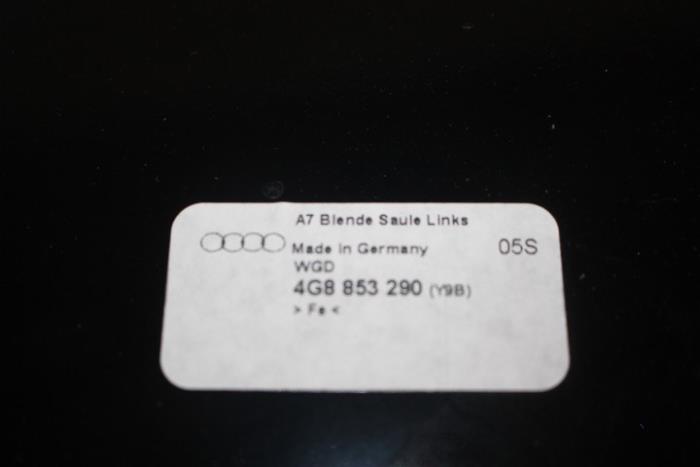 A7 Blende Saule Links
Made in Germany
05S
WGD
4G8 853 290 (Y9B)
> Fe <